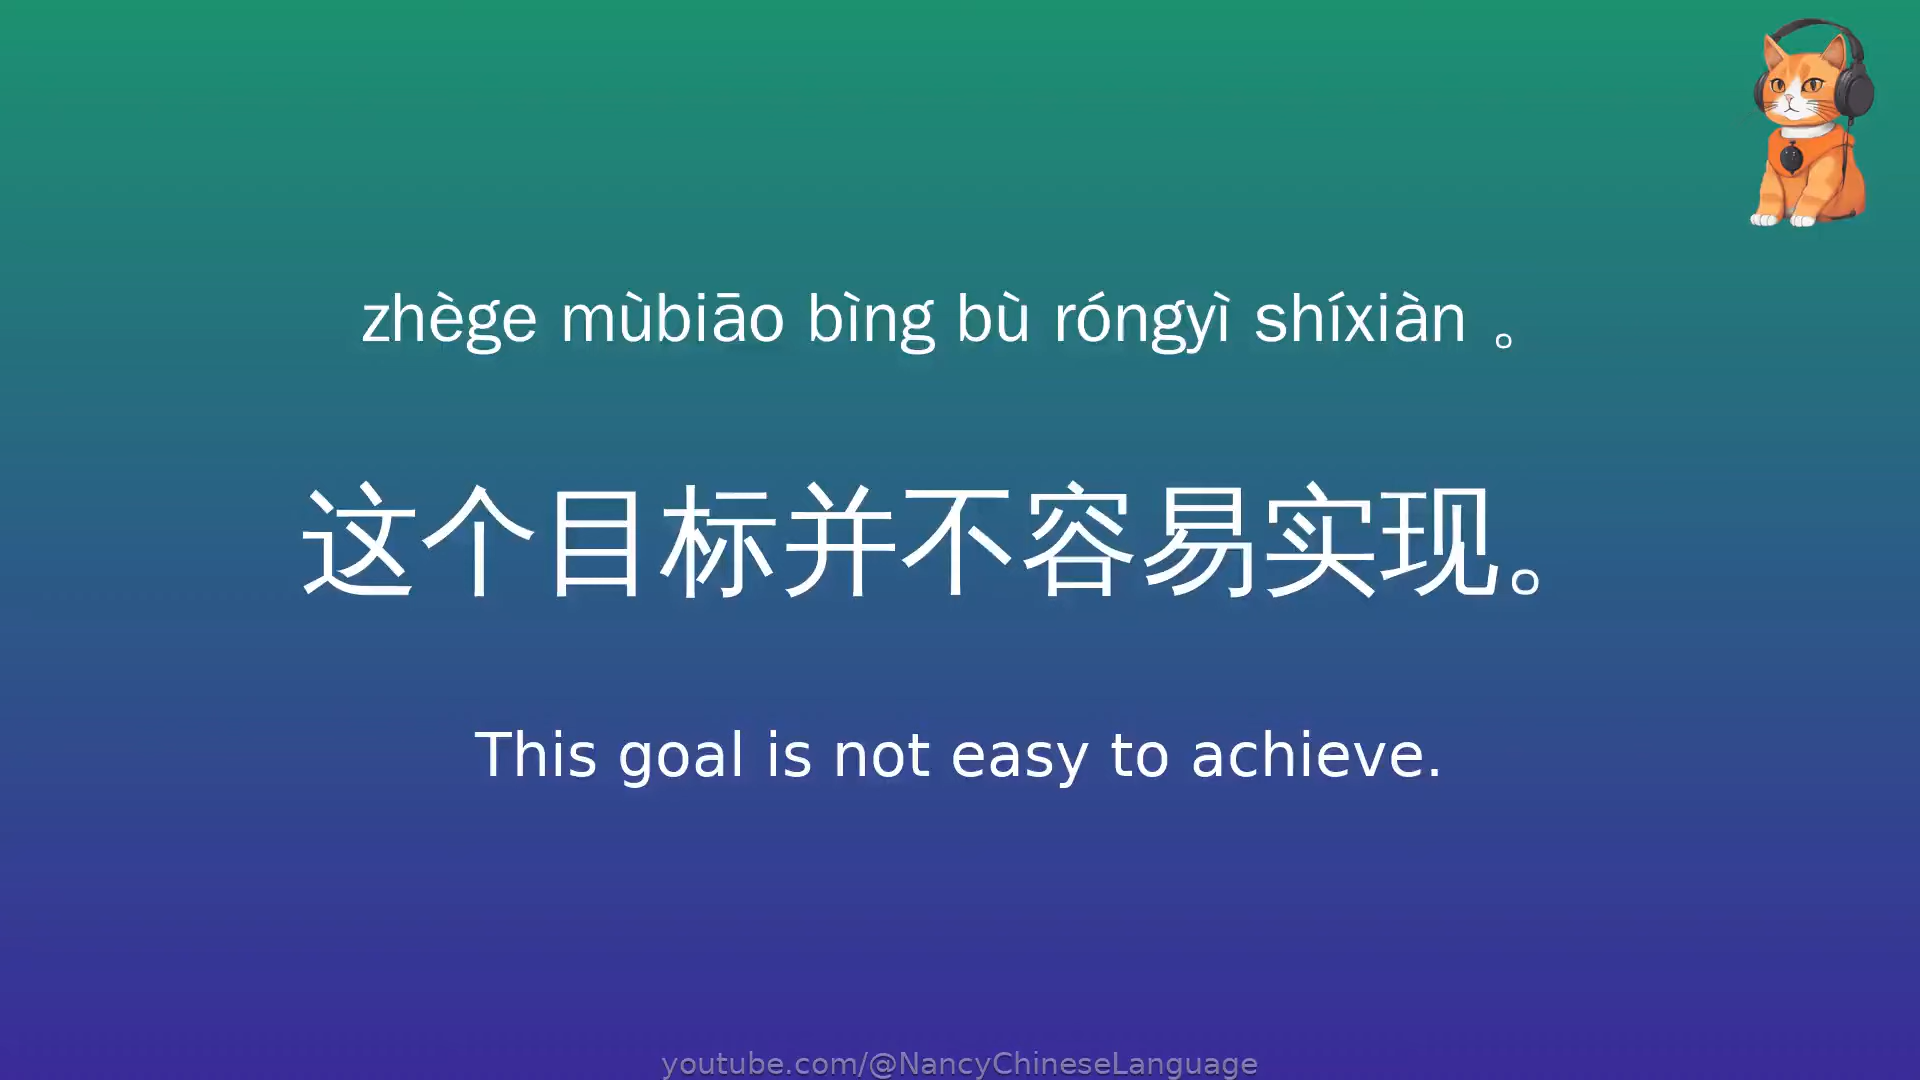 zhège mùbiāo bìng bù róngyì shíxiàn 。
这个目标并不容易实现。
This goal is not easy to achieve.
youtube.com/@NancyChineseLanguage